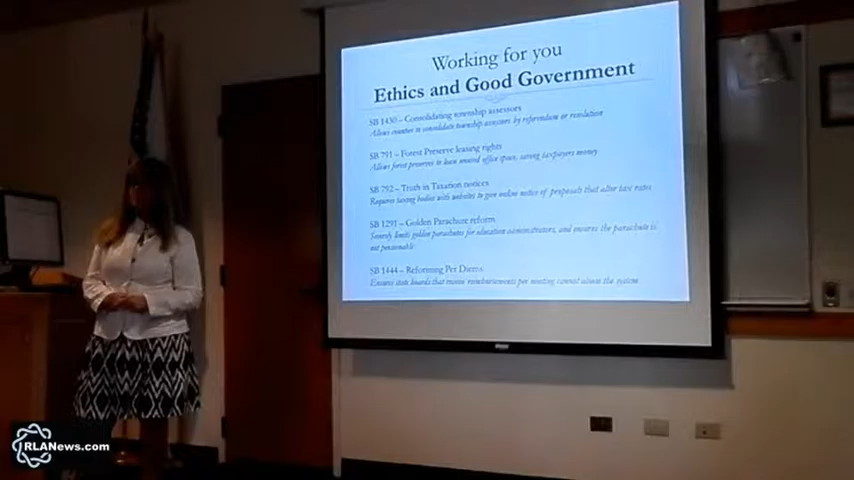 Working for you
Ethics and Good Government
SB 1430 – Consolidating township assessors
Allows counties to consolidate township assessors by referendum or resolution
SB 791 – Forest Preserve leasing rights
Allows forest preserves to lease unused office space, saving taxpayers money
SB 792 – Truth in Taxation notices
Requires taxing bodies with websites to give online notice of proposals that alter tax rates
SB 1291 – Golden Parachute reform
Severely limits golden parachutes for education administrators, and ensures the parachute is
not pensionable
SB 1444 – Reforming Per Diems
Ensures state boards that receive reimbursements per meeting cannot abuse the system
RLANews.com